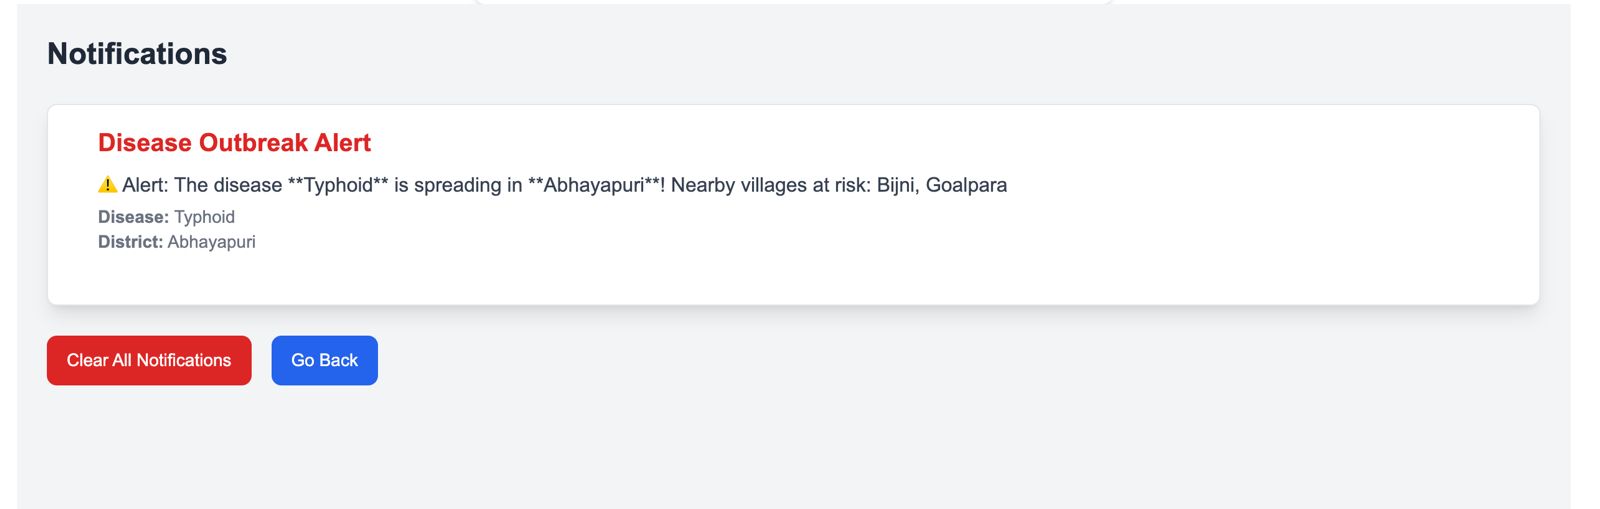 Notifications
Disease Outbreak Alert
⚠️ Alert: The disease **Typhoid** is spreading in **Abhayapuri**! Nearby villages at risk: Bijni, Goalpara
Disease: Typhoid
District: Abhayapuri
Clear All Notifications
Go Back